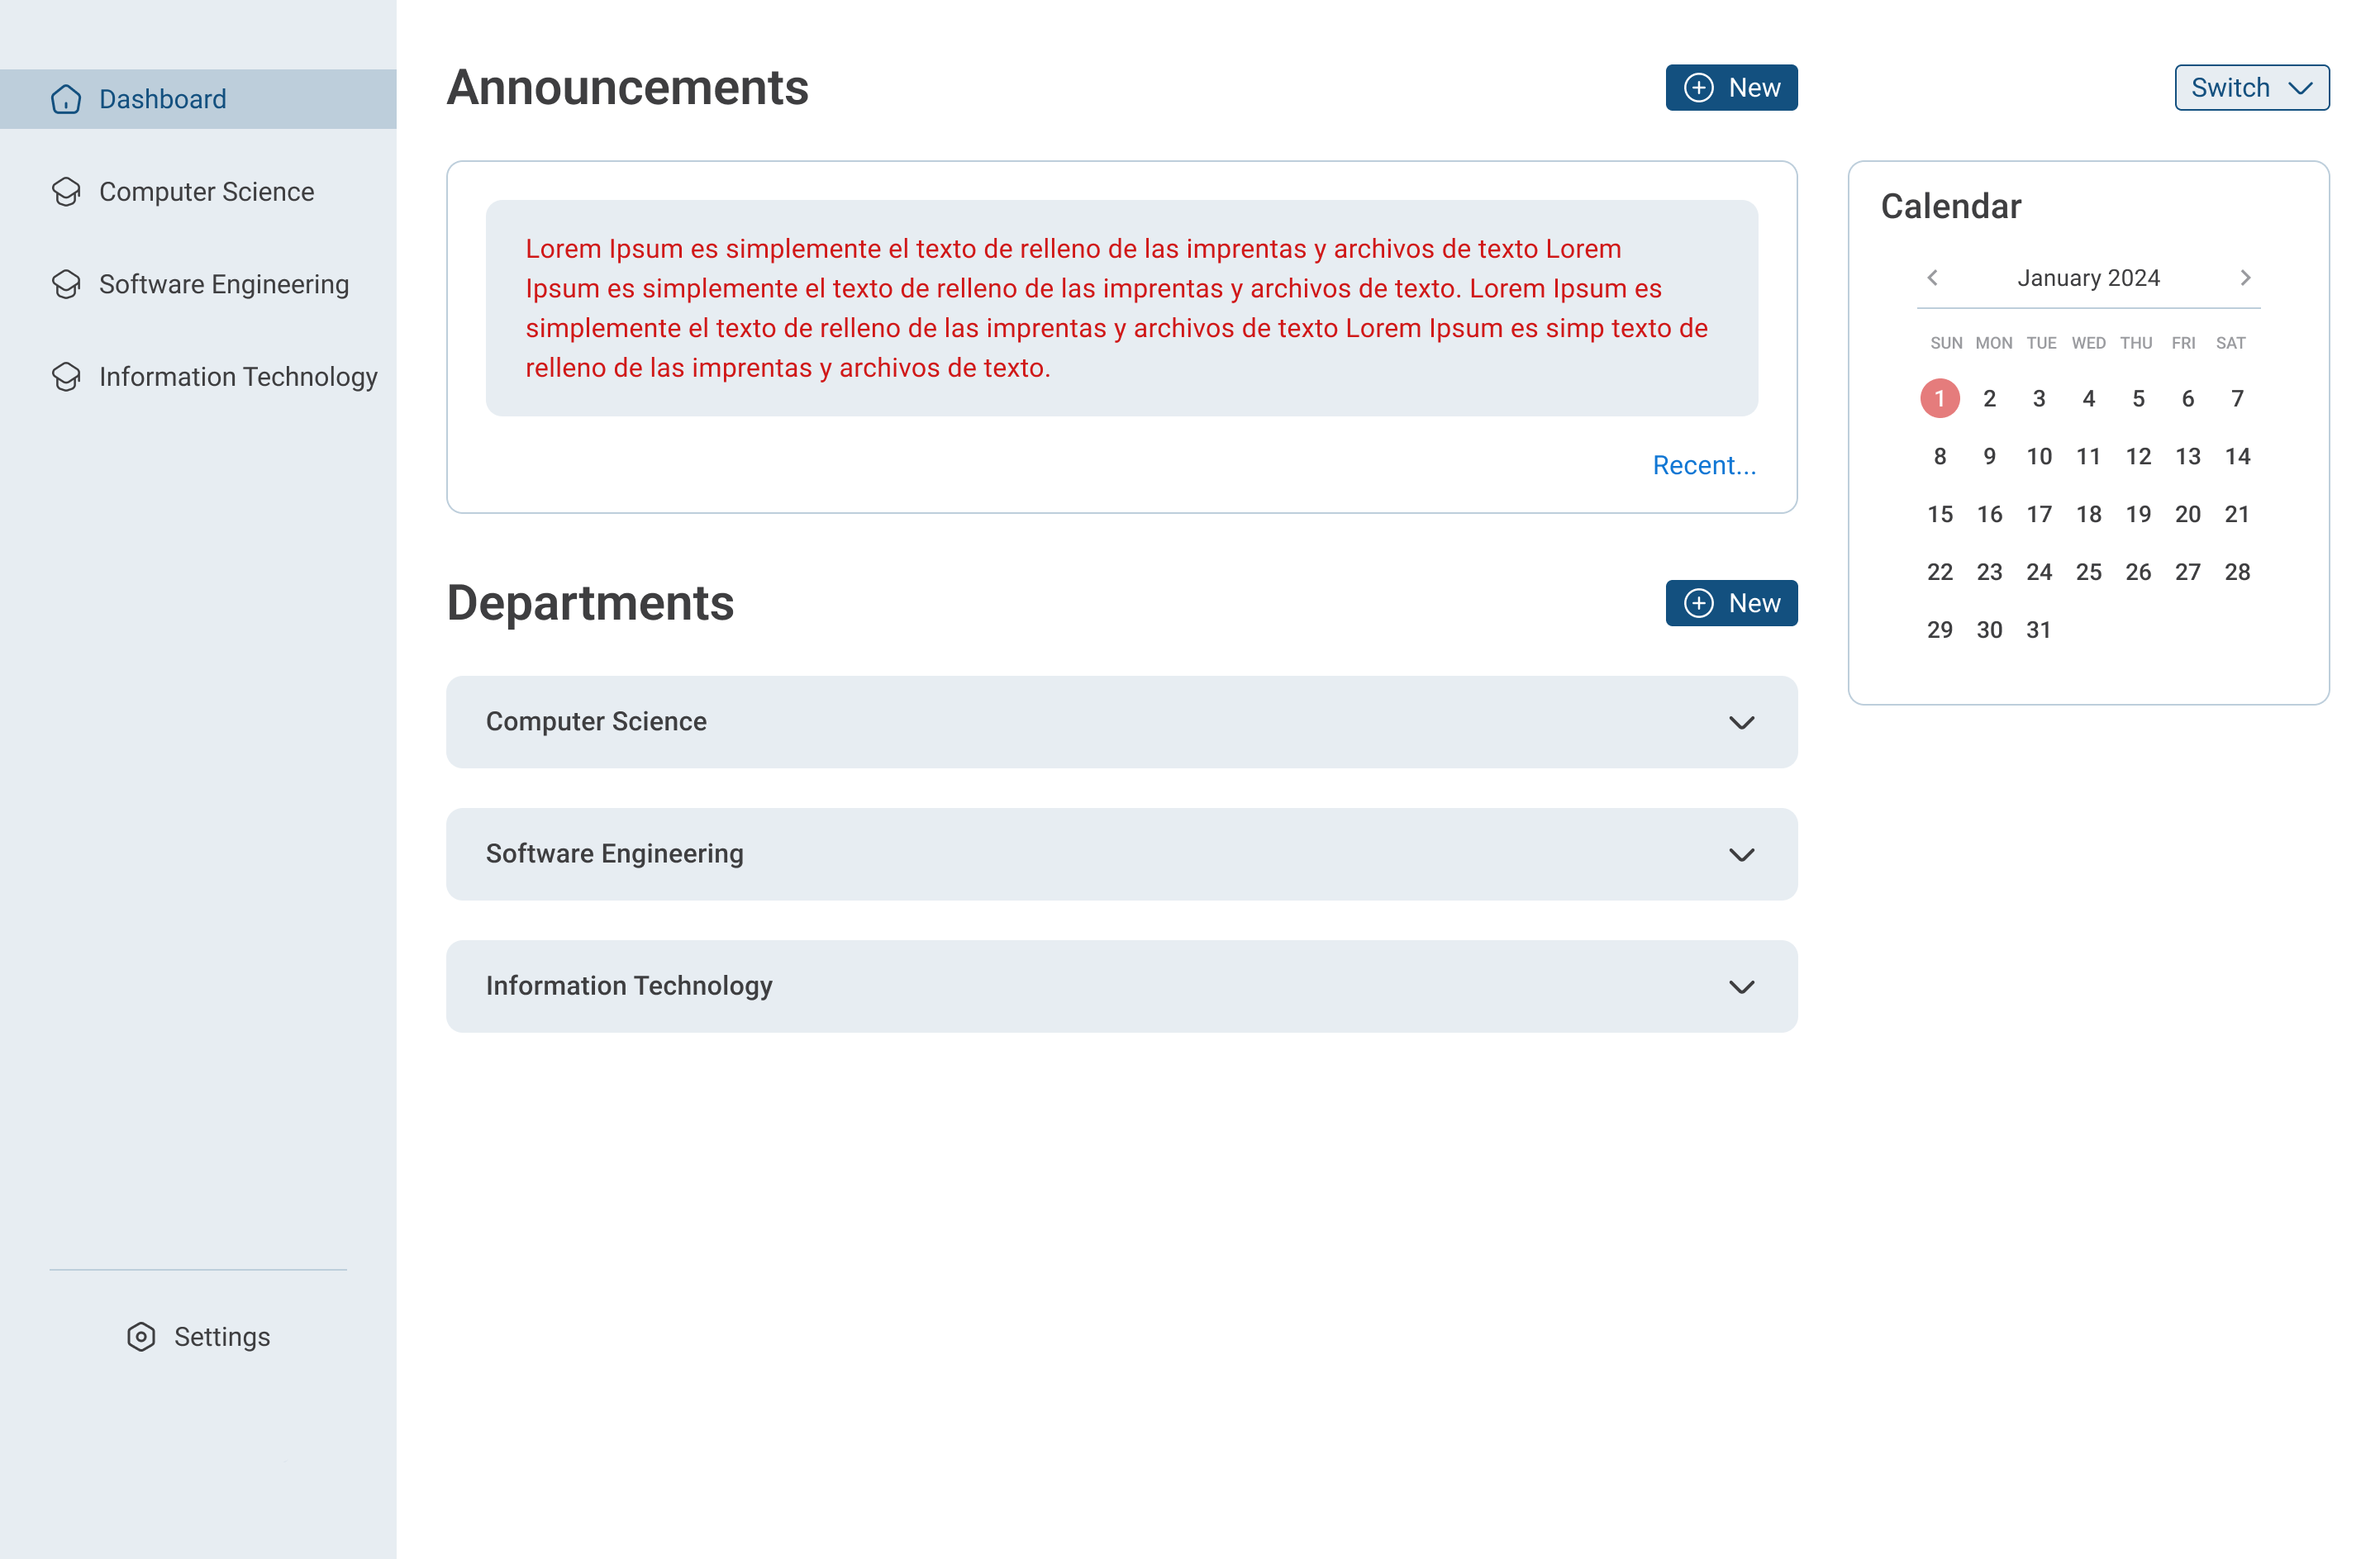 Dashboard
Computer Science
Software Engineering
Information Technology
Settings
Announcements
New
Lorem Ipsum es simplemente el texto de relleno de las imprentas y archivos de texto Lorem
Ipsum es simplemente el texto de relleno de las imprentas y archivos de texto. Lorem Ipsum es
simplemente el texto de relleno de las imprentas y archivos de texto Lorem Ipsum es simp texto de
relleno de las imprentas y archivos de texto.
Recent...
Departments
New
Computer Science
Software Engineering
Information Technology
Switch
Calendar
January 2024
SUN MON TUE WED THU FRI SAT
1 2 3 4 5 6 7
8 9 10 11 12 13 14
15 16 17 18 19 20 21
22 23 24 25 26 27 28
29 30 31